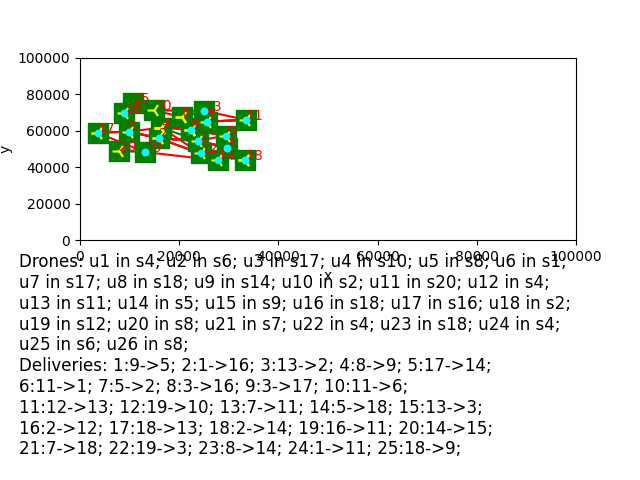 100000
80000
60000
40000
20000
0
y
0 20000 40000 60000 80000 100000
x
Drones: u1 in s4; u2 in s6; u3 in s17; u4 in s10; u5 in s8; u6 in s1;
u7 in s17; u8 in s18; u9 in s14; u10 in s2; u11 in s20; u12 in s4;
u13 in s11; u14 in s5; u15 in s9; u16 in s18; u17 in s16; u18 in s2;
u19 in s12; u20 in s8; u21 in s7; u22 in s4; u23 in s18; u24 in s4;
u25 in s6; u26 in s8;
Deliveries: 1:9->5; 2:1->16; 3:13->2; 4:8->9; 5:17->14;
6:11->1; 7:5->2; 8:3->16; 9:3->17; 10:11->6;
11:12->13; 12:19->10; 13:7->11; 14:5->18; 15:13->3;
16:2->12; 17:18->13; 18:2->14; 19:16->11; 20:14->15;
21:7->18; 22:19->3; 23:8->14; 24:1->11; 25:18->9;